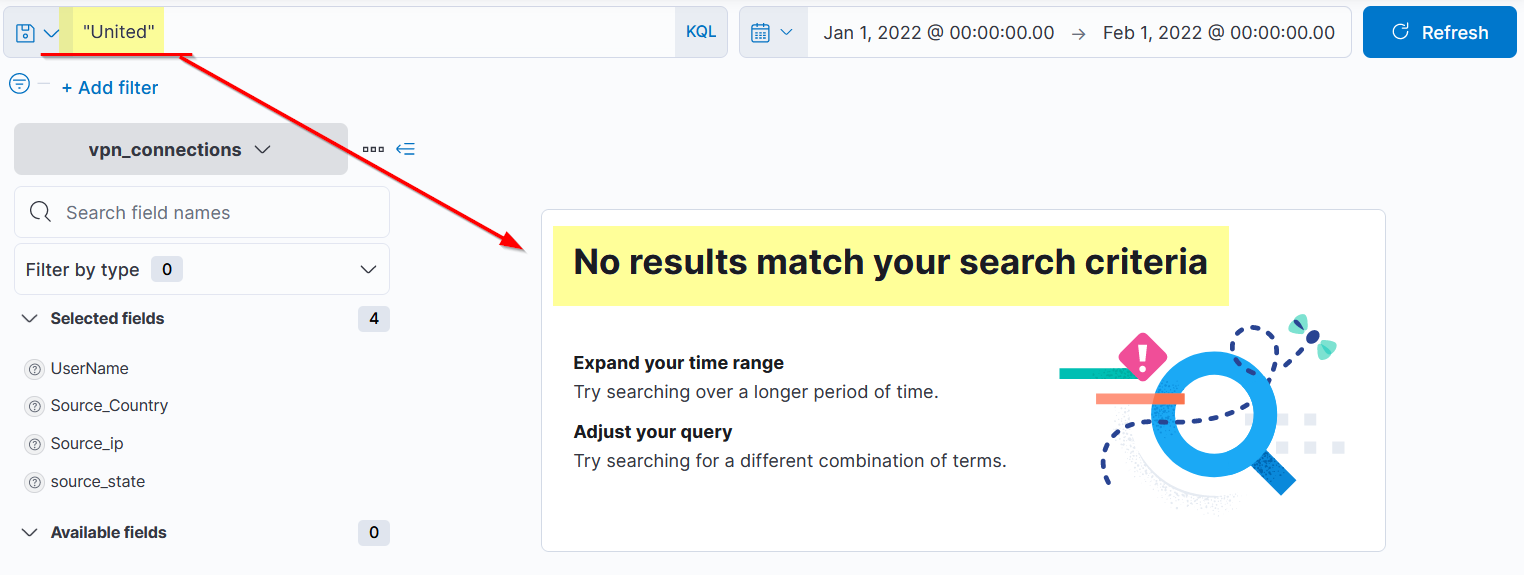 "United"
KQL
Jan 1, 2022 @ 00:00:00.00 → Feb 1, 2022 @ 00:00:00.00
Refresh
+ Add filter
vpn_connections
Search field names
Filter by type 0
Selected fields 4
UserName
Source_Country
Source_ip
source_state
Available fields 0
No results match your search criteria
Expand your time range
Try searching over a longer period of time.
Adjust your query
Try searching for a different combination of terms.